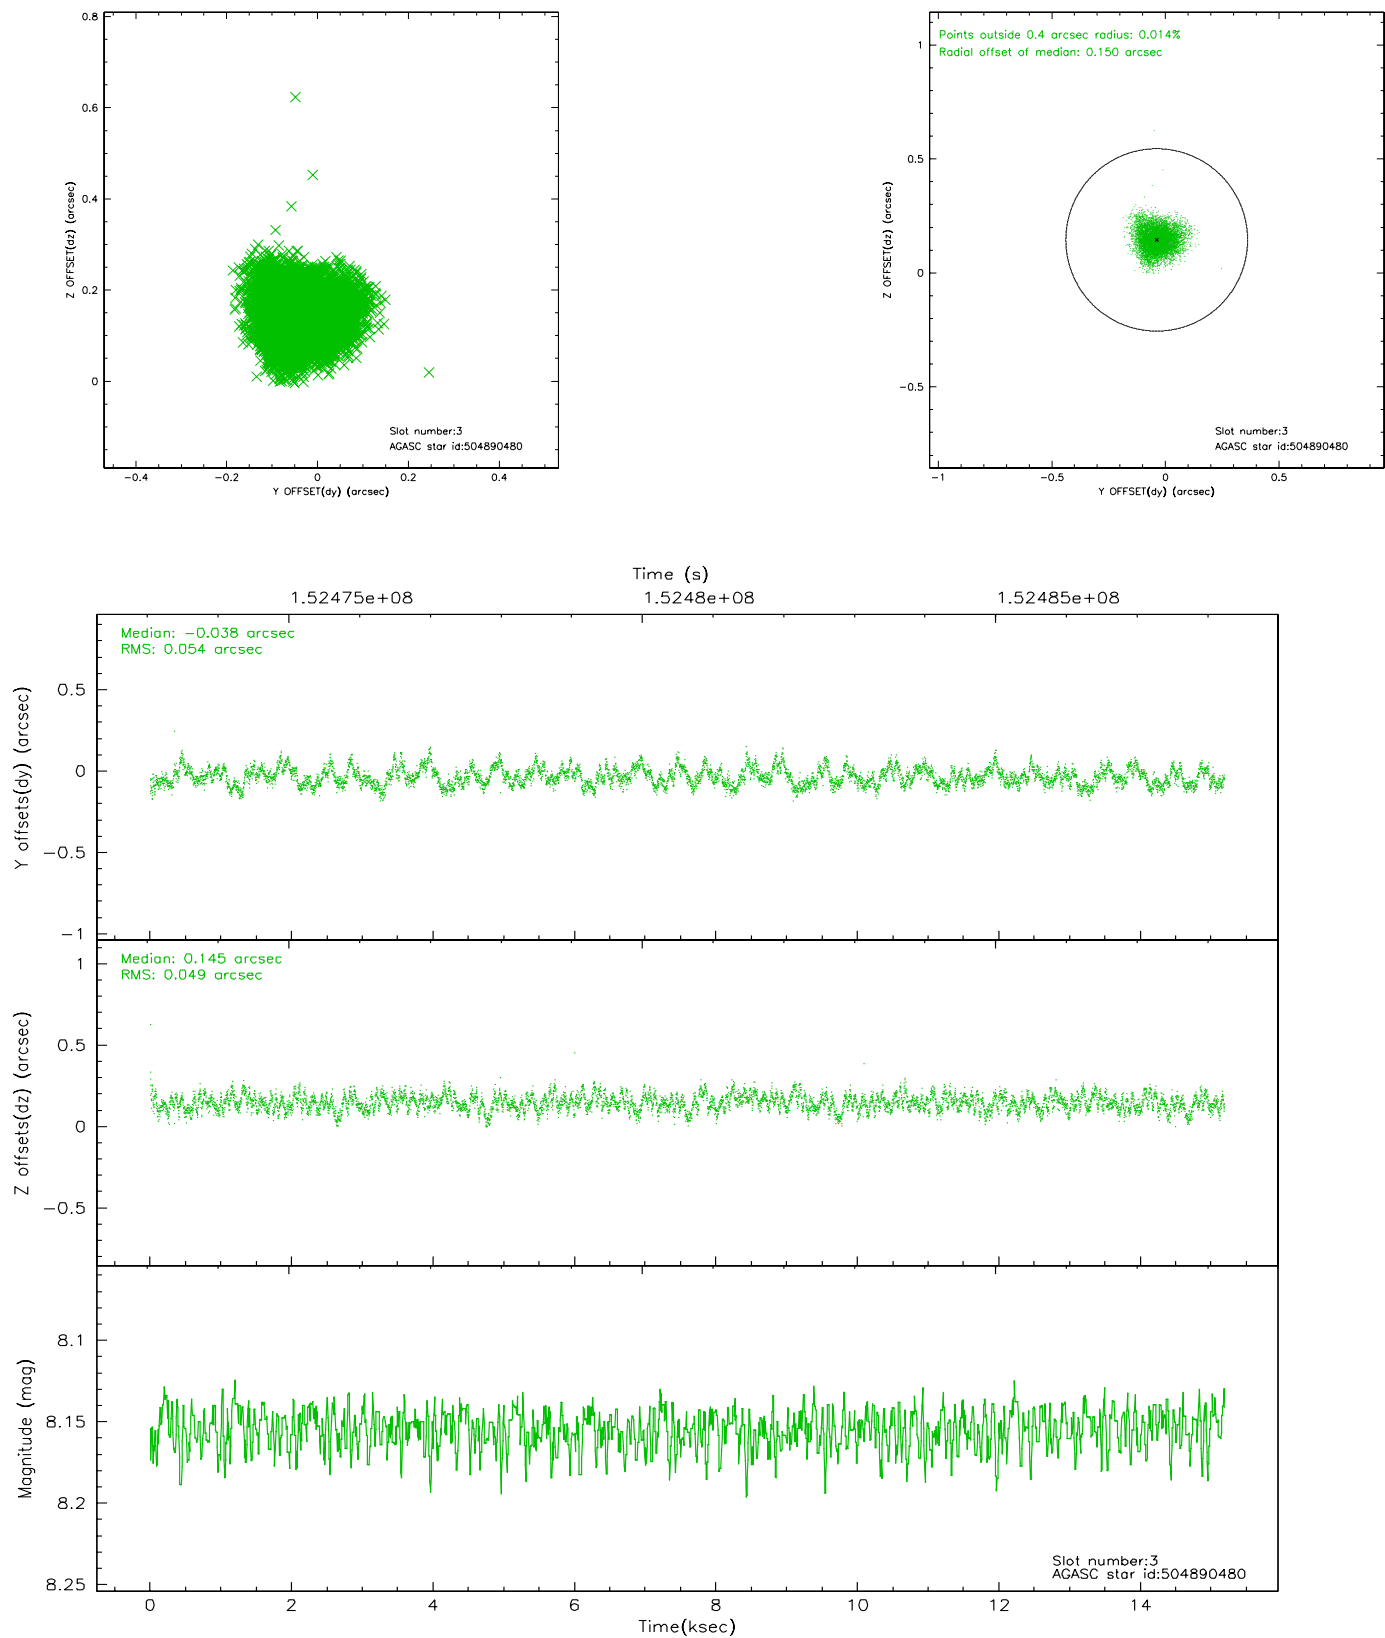 0.8
0.6
0.4
0.2
0
Z OFFSET(dz) (arcsec)
−0.4 −0.2 0 0.2 0.4
Y OFFSET(dy) (arcsec)
Slot number:3
AGASC star id:504890480
Points outside 0.4 arcsec radius: 0.014%
Radial offset of median: 0.150 arcsec
1
0.5
0
−0.5
Z OFFSET(dz) (arcsec)
−1 −0.5 0 0.5
Y OFFSET(dy) (arcsec)
Slot number:3
AGASC star id:504890480
Time (s)
1.52475e+08 1.5248e+08 1.52485e+08
Median: −0.038 arcsec
RMS: 0.054 arcsec
0.5
0
−0.5
−1
Y offsets(dy) (arcsec)
Median: 0.145 arcsec
RMS: 0.049 arcsec
1
0.5
0
−0.5
Z offsets(dz) (arcsec)
8.1
8.15
8.2
8.25
Magnitude (mag)
Slot number:3
AGASC star id:504890480
0 2 4 6 8 10 12 14
Time(ksec)